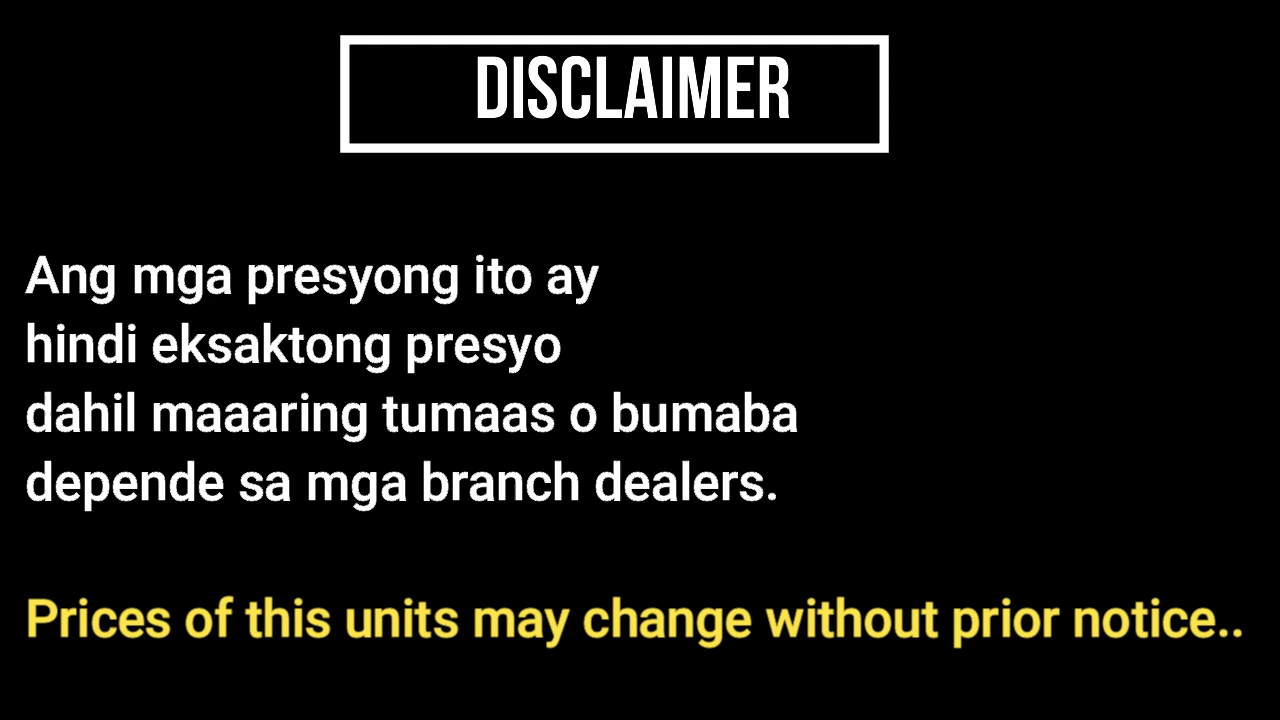 DISCLAIMER
Ang mga presyong ito ay
hindi eksaktong presyo
dahil maaaring tumaas o bumaba
depende sa mga branch dealers.
Prices of this units may change without prior notice..